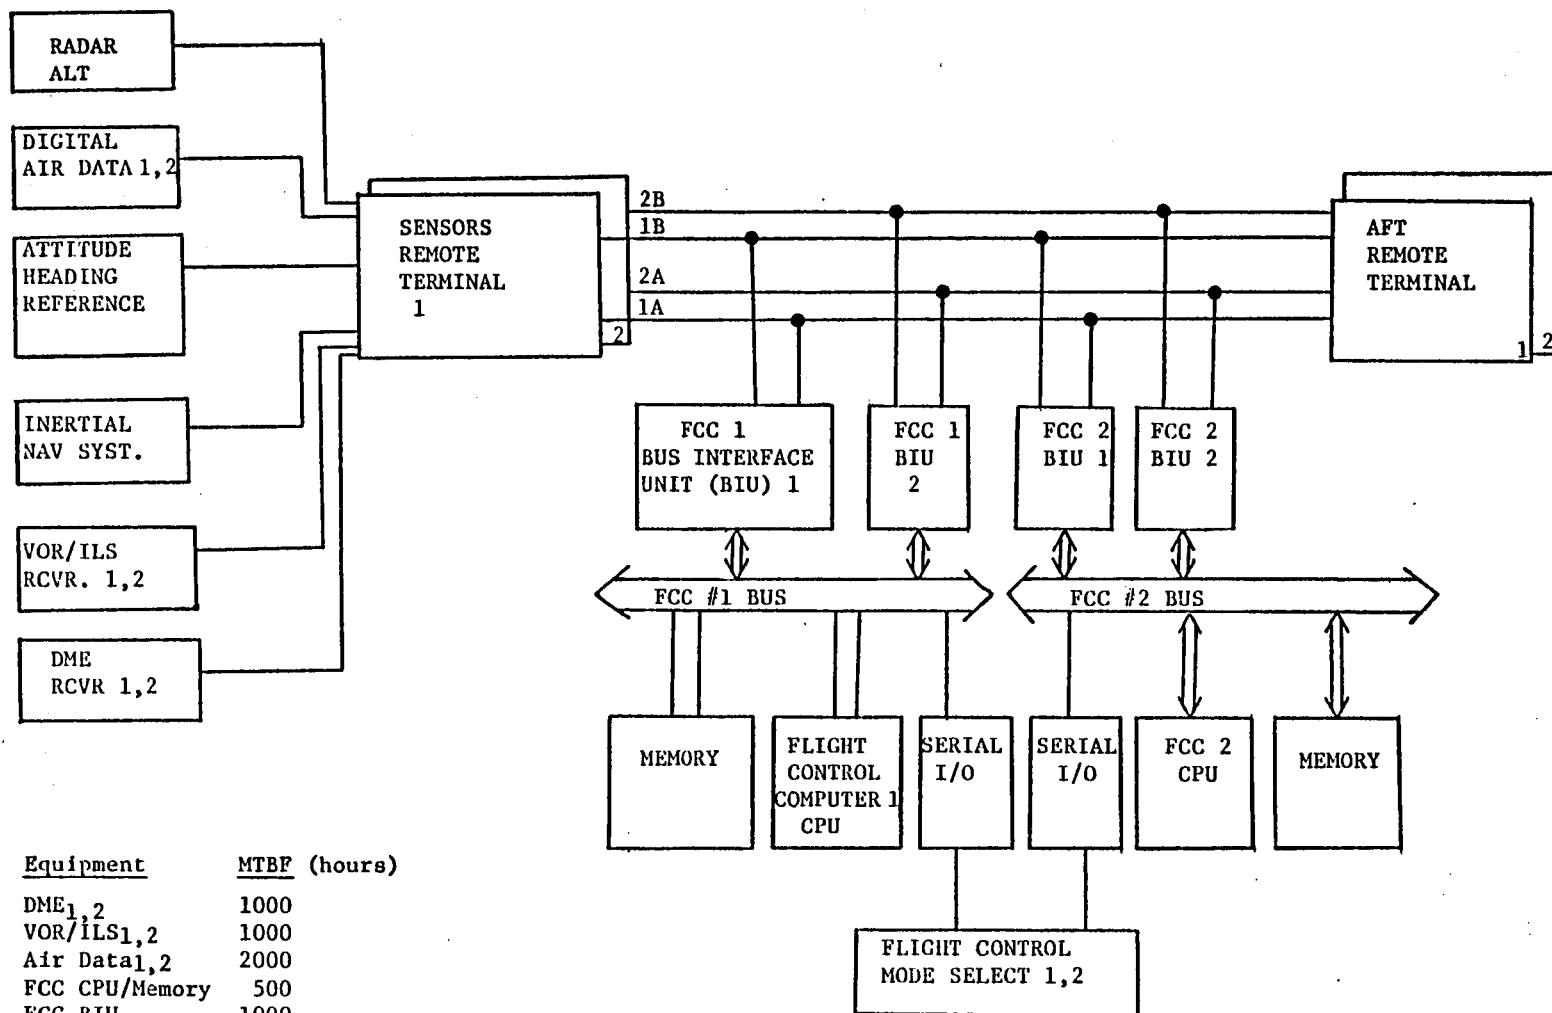 RADAR
ALT
DIGITAL
AIR DATA 1,2
ATTITUDE
HEADING
REFERENCE
INERTIAL
NAV SYST.
VOR/ILS
RCVR. 1,2
DME
RCVR 1,2
SENSORS
REMOTE
TERMINAL
1
2
2B
1B
2A
1A
AFT
REMOTE
TERMINAL
1
2
FCC 1
BUS INTERFACE
UNIT (BIU) 1
FCC 1
BIU
2
FCC 2
BIU 1
FCC 2
BIU 2
FCC #1 BUS
FCC #2 BUS
MEMORY
FLIGHT
CONTROL
COMPUTER 1
CPU
SERIAL
I/O
SERIAL
I/O
FCC 2
CPU
MEMORY
FLIGHT CONTROL
MODE SELECT 1,2
Equipment MTBF (hours)
DME1,2 1000
VOR/ILS1,2 1000
Air Data1,2 2000
FCC CPU/Memory 500
FCC BIU 1000